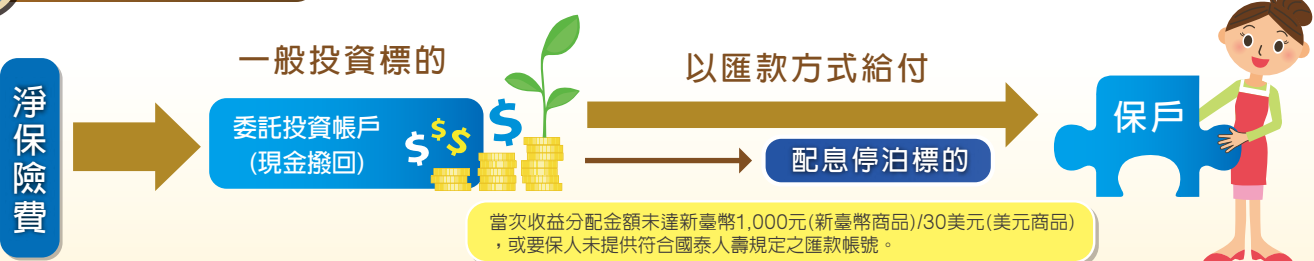 淨保險費
一般投資標的
委託投資帳戶
(現金撥回)
以匯款方式給付
配息停泊標的
保戶
當次收益分配金額未達新臺幣1,000元(新臺幣商品)/30美元(美元商品)
，或要保人未提供符合國泰人壽規定之匯款帳號。